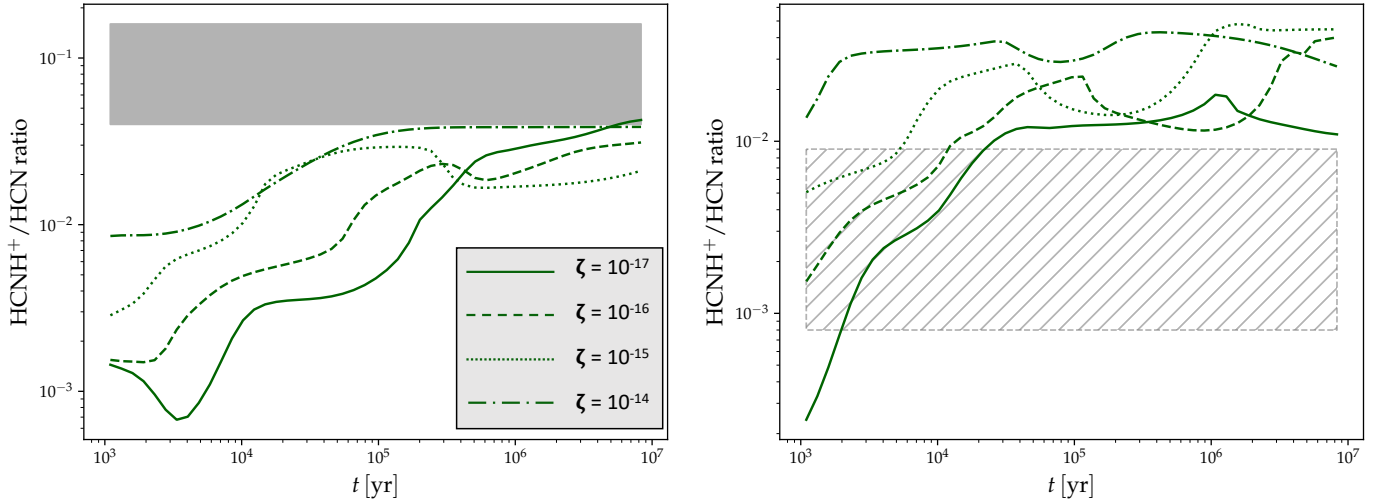 HCNH⁺/HCN ratio
10⁻¹
10⁻²
10⁻³
ζ = 10⁻¹⁷
ζ = 10⁻¹⁶
ζ = 10⁻¹⁵
ζ = 10⁻¹⁴
10³ 10⁴ 10⁵ 10⁶ 10⁷
t [yr]
HCNH⁺/HCN ratio
10⁻²
10⁻³
10³ 10⁴ 10⁵ 10⁶ 10⁷
t [yr]